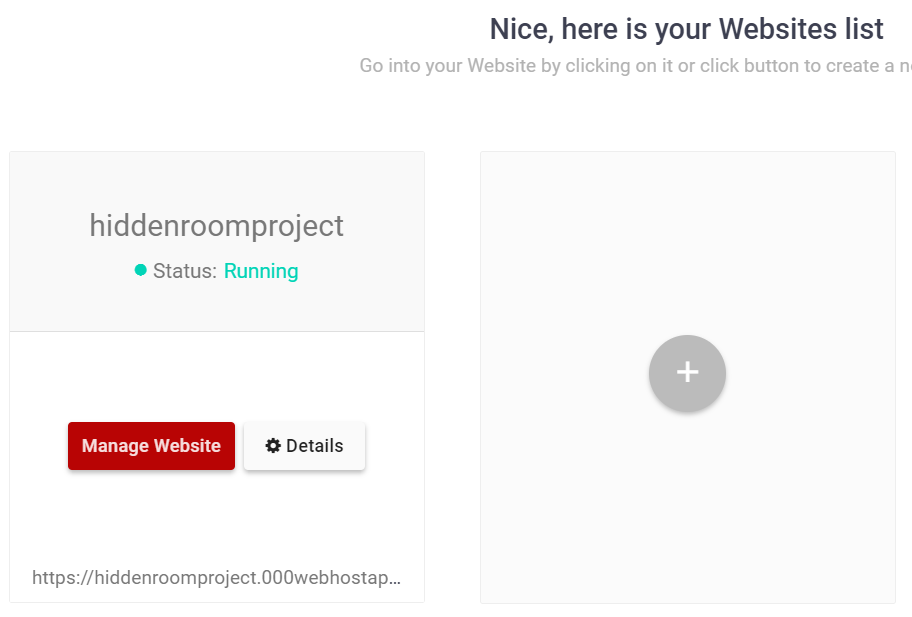 Nice, here is your Websites list
Go into your Website by clicking on it or click button to create a
hiddenroomproject
Status: Running
Manage Website
Details
https://hiddenroomproject.000webhostap...